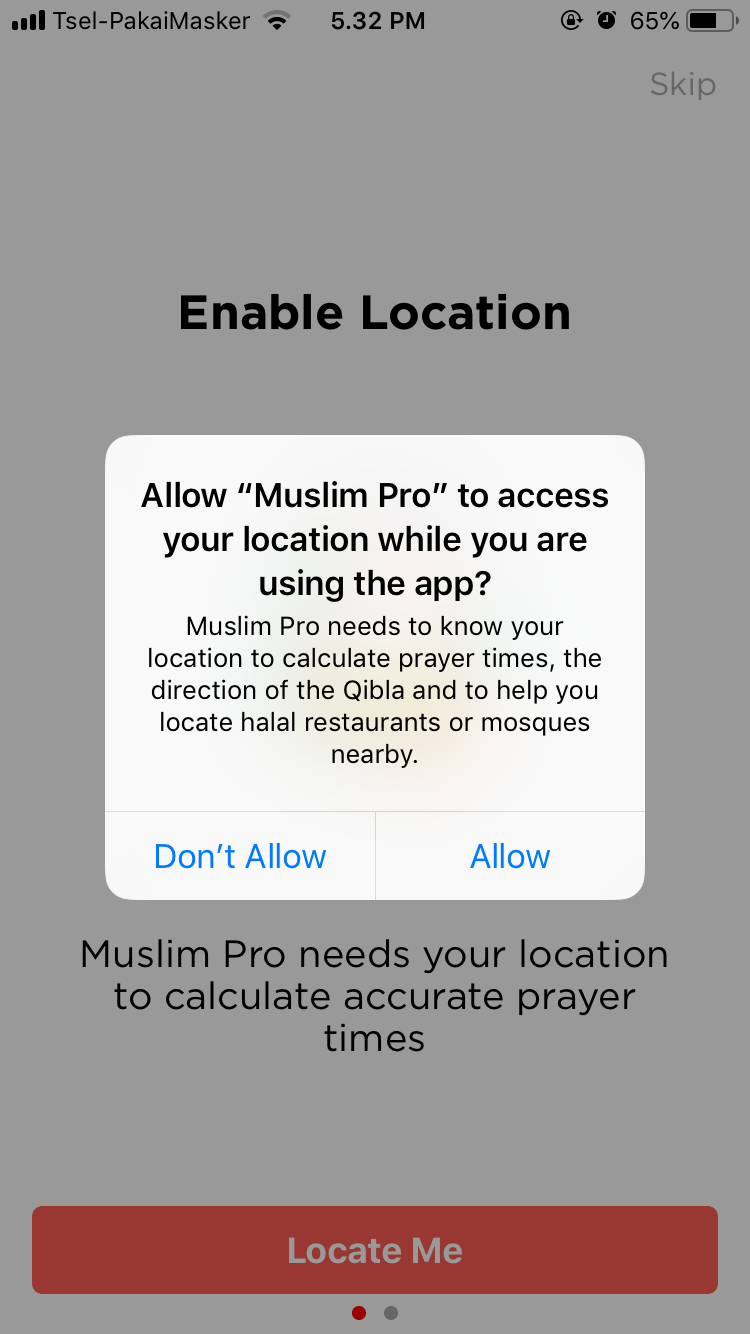 Tsel-PakaiMasker 5.32 PM 65%
Skip
Enable Location
Allow “Muslim Pro” to access
your location while you are
using the app?
Muslim Pro needs to know your
location to calculate prayer times, the
direction of the Qibla and to help you
locate halal restaurants or mosques
nearby.
Don’t Allow Allow
Muslim Pro needs your location
to calculate accurate prayer
times
Locate Me